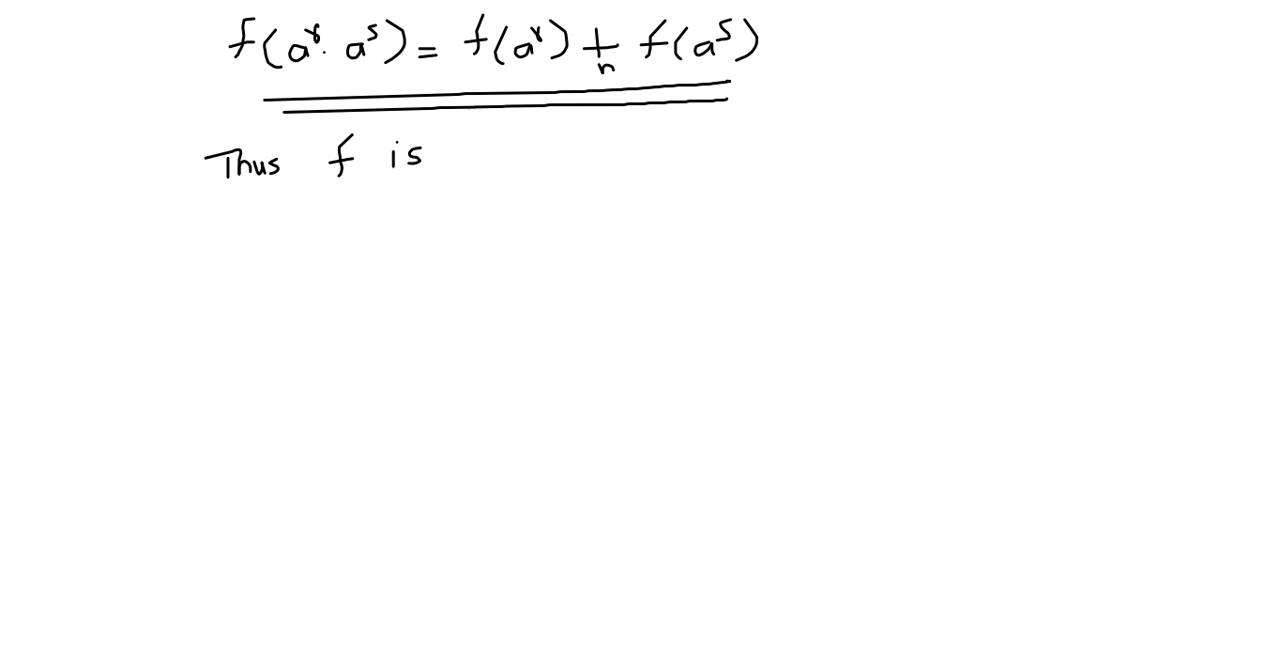 f(a^r · a^s) = f(a^r) +_n f(a^s)
Thus f is